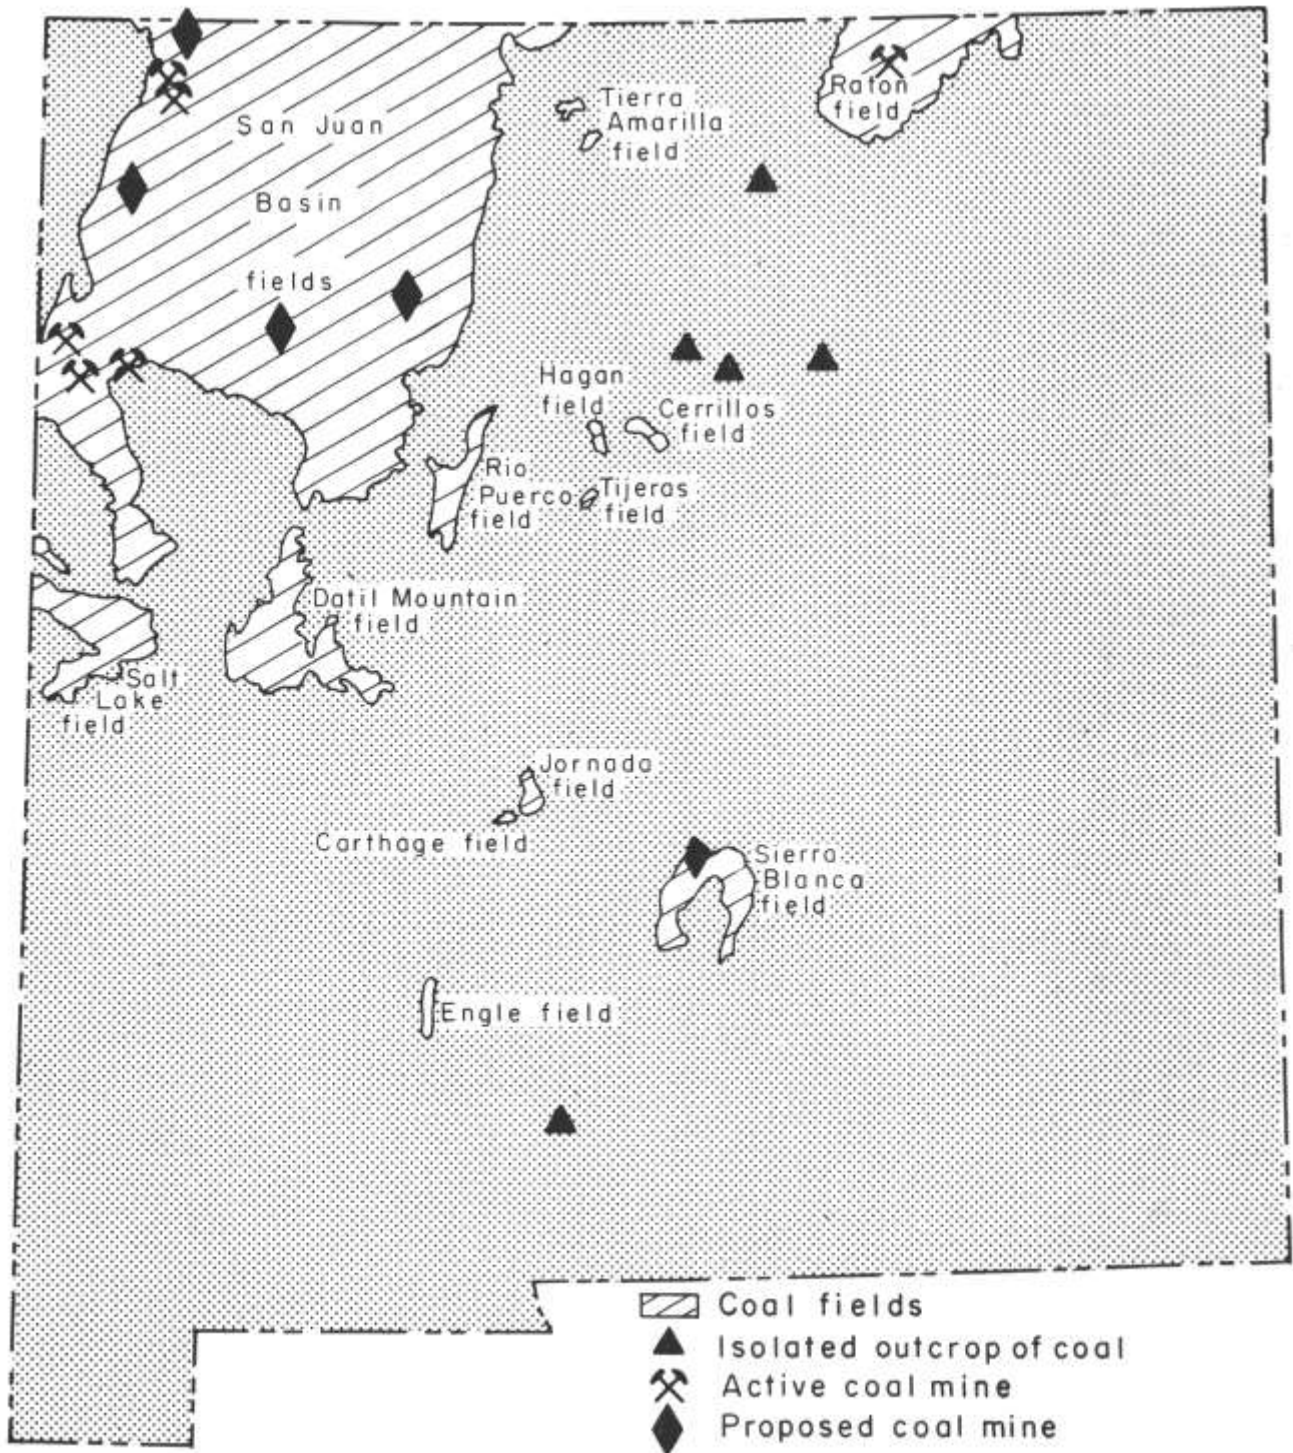 San Juan
Basin
fields
Tierra
Amarilla
field
Raton
field
Hagan
field
Cerrillos
field
Rio
Puerco
field
Tijeras
field
Datil Mountain
field
Salt
Lake
field
Jornada
field
Carthage field
Sierra
Blanca
field
Engle field
Coal fields
Isolated outcrop of coal
Active coal mine
Proposed coal mine